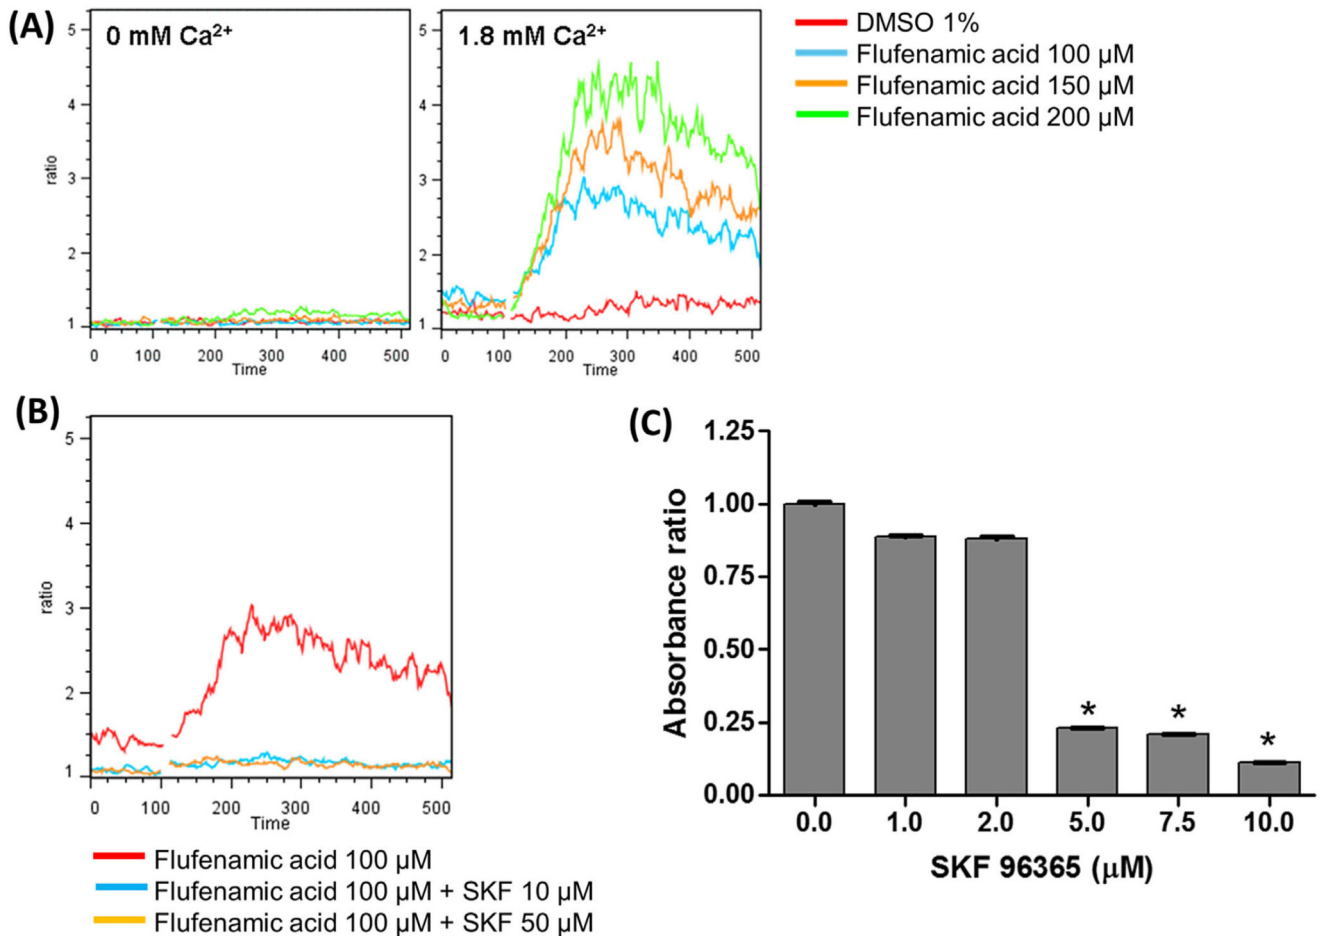 (A)
0 mM Ca²⁺
1.8 mM Ca²⁺
5
4
3
2
1
ratio
0 100 200 300 400 500
Time
5
4
3
2
1
0 100 200 300 400 500
Time
DMSO 1%
Flufenamic acid 100 µM
Flufenamic acid 150 µM
Flufenamic acid 200 µM
(B)
5
4
3
2
1
ratio
0 100 200 300 400 500
Time
Flufenamic acid 100 µM
Flufenamic acid 100 µM + SKF 10 µM
Flufenamic acid 100 µM + SKF 50 µM
(C)
Absorbance ratio
1.25
1.00
0.75
0.50
0.25
0.00
* * *
0.0 1.0 2.0 5.0 7.5 10.0
SKF 96365 (µM)